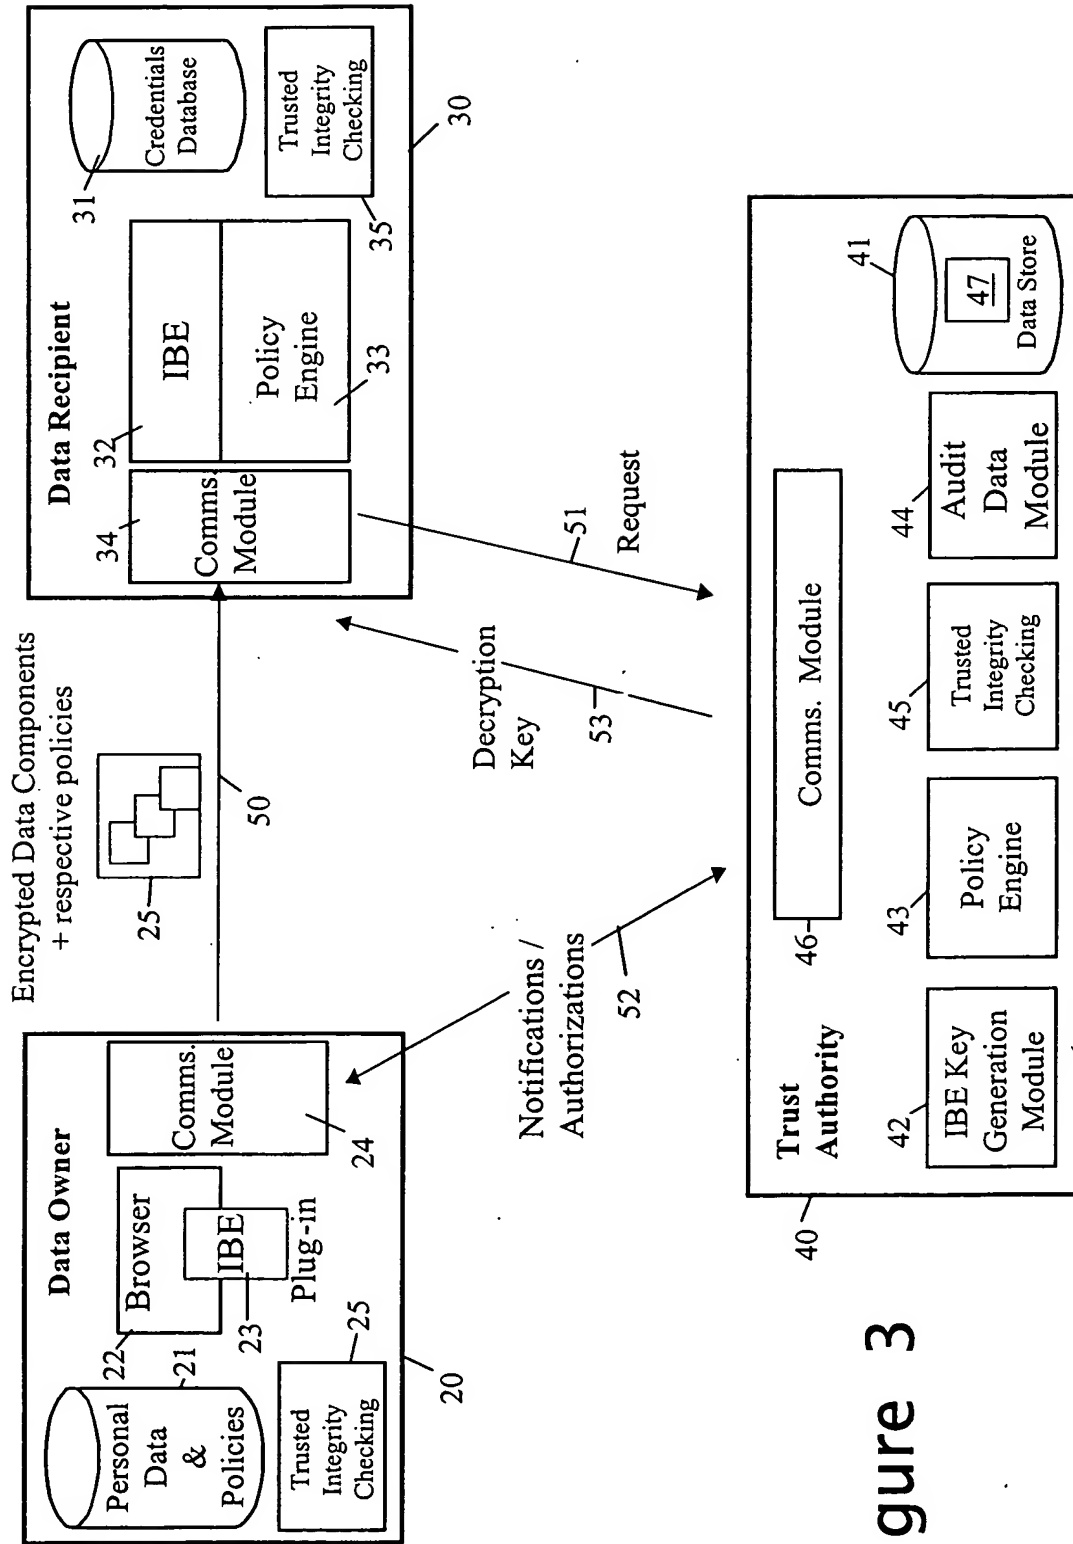 Encrypted Data Components
+ respective policies
25
50
Data Owner
Personal
Data
&
Policies
21
22
Browser
IBE
23
Plug-in
Comms.
Module
24
Trusted
Integrity
Checking
25
20
Data Recipient
34
Comms.
Module
32
IBE
Policy
Engine
33
31
Credentials
Database
Trusted
Integrity
Checking
35
30
Notifications /
Authorizations
52
Decryption
Key
53
51
Request
Trust
Authority
40
46
Comms. Module
42
IBE Key
Generation
Module
43
Policy
Engine
45
Trusted
Integrity
Checking
44
Audit
Data
Module
41
47
Data Store
gure 3